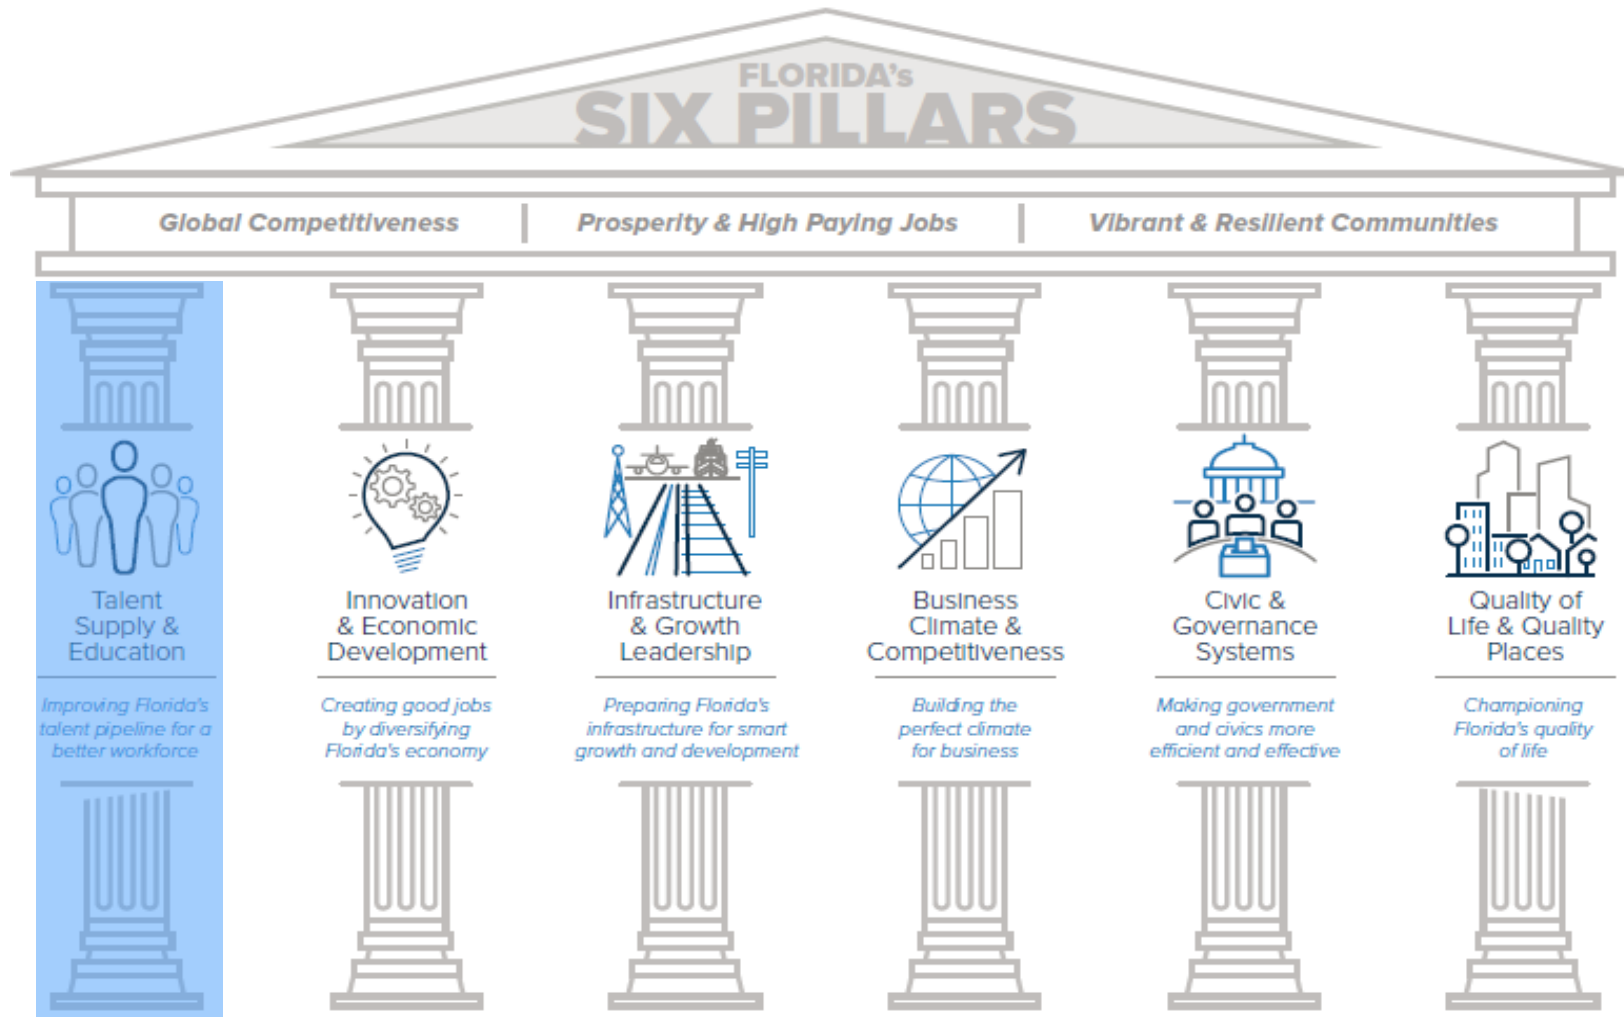 FLORIDA's
SIX PILLARS
Global Competitiveness
Prosperity & High Paying Jobs
Vibrant & Resilient Communities
Talent
Supply &
Education
Improving Florida's
talent pipeline for a
better workforce
Innovation
& Economic
Development
Creating good jobs
by diversifying
Florida's economy
Infrastructure
& Growth
Leadership
Preparing Florida's
infrastructure for smart
growth and development
Business
Climate &
Competitiveness
Building the
perfect climate
for business
Civic &
Governance
Systems
Making government
and civics more
efficient and effective
Quality of
Life & Quality
Places
Championing
Florida's quality
of life